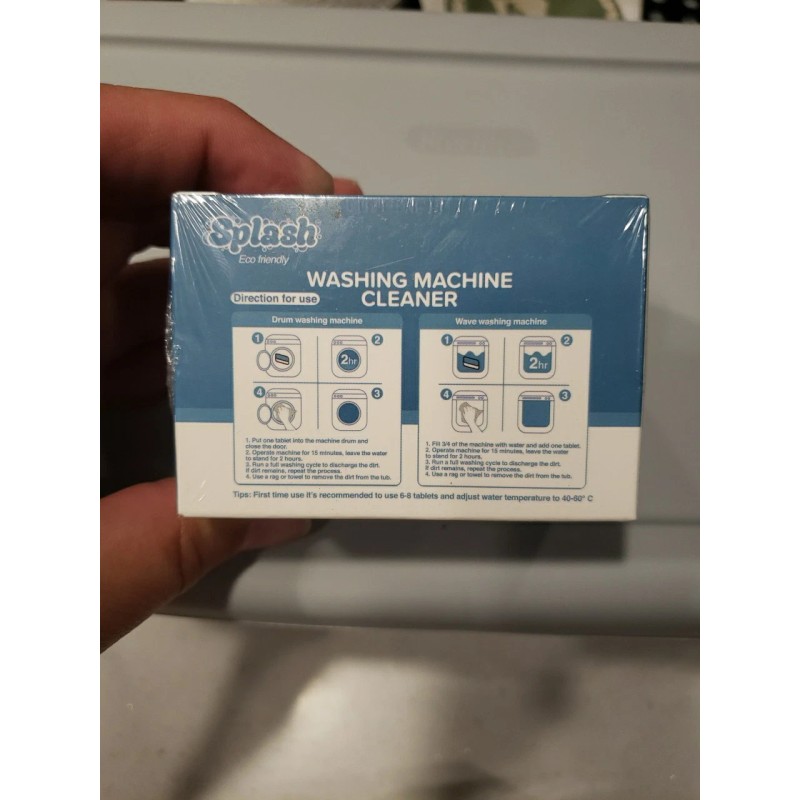 Splash
Eco friendly
WASHING MACHINE
CLEANER
Direction for use
Drum washing machine
1
2
2hr
4
3
1. Put one tablet into the machine drum and
close the door.
2. Operate machine for 15 minutes, leave the water
to stand for 2 hours.
3. Run a full washing cycle to discharge the dirt.
If dirt remains, repeat the process.
4. Use a rag or towel to remove the dirt from the tub.
Wave washing machine
1
2
2hr
4
3
1. Fill 3/4 of the machine with water and add one tablet.
2. Operate machine for 15 minutes, leave the water
to stand for 2 hours.
3. Run a full washing cycle to discharge the dirt.
If dirt remains, repeat the process.
4. Use a rag or towel to remove the dirt from the tub.
Tips: First time use it's recommended to use 6-8 tablets and adjust water temperature to 40-60° C